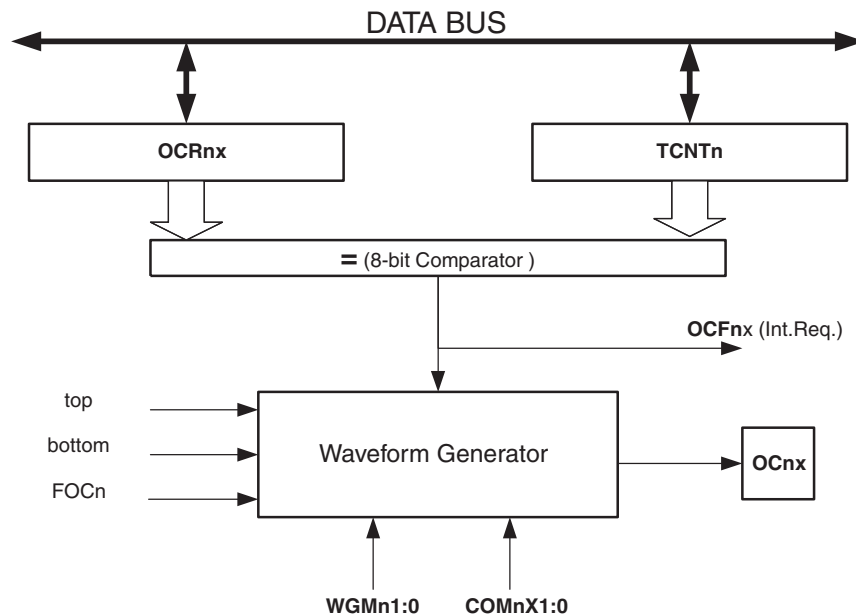 DATA BUS
OCRnx
TCNTn
= (8-bit Comparator )
OCFnx (Int.Req.)
top
bottom
FOCn
Waveform Generator
OCnx
WGMn1:0
COMnX1:0